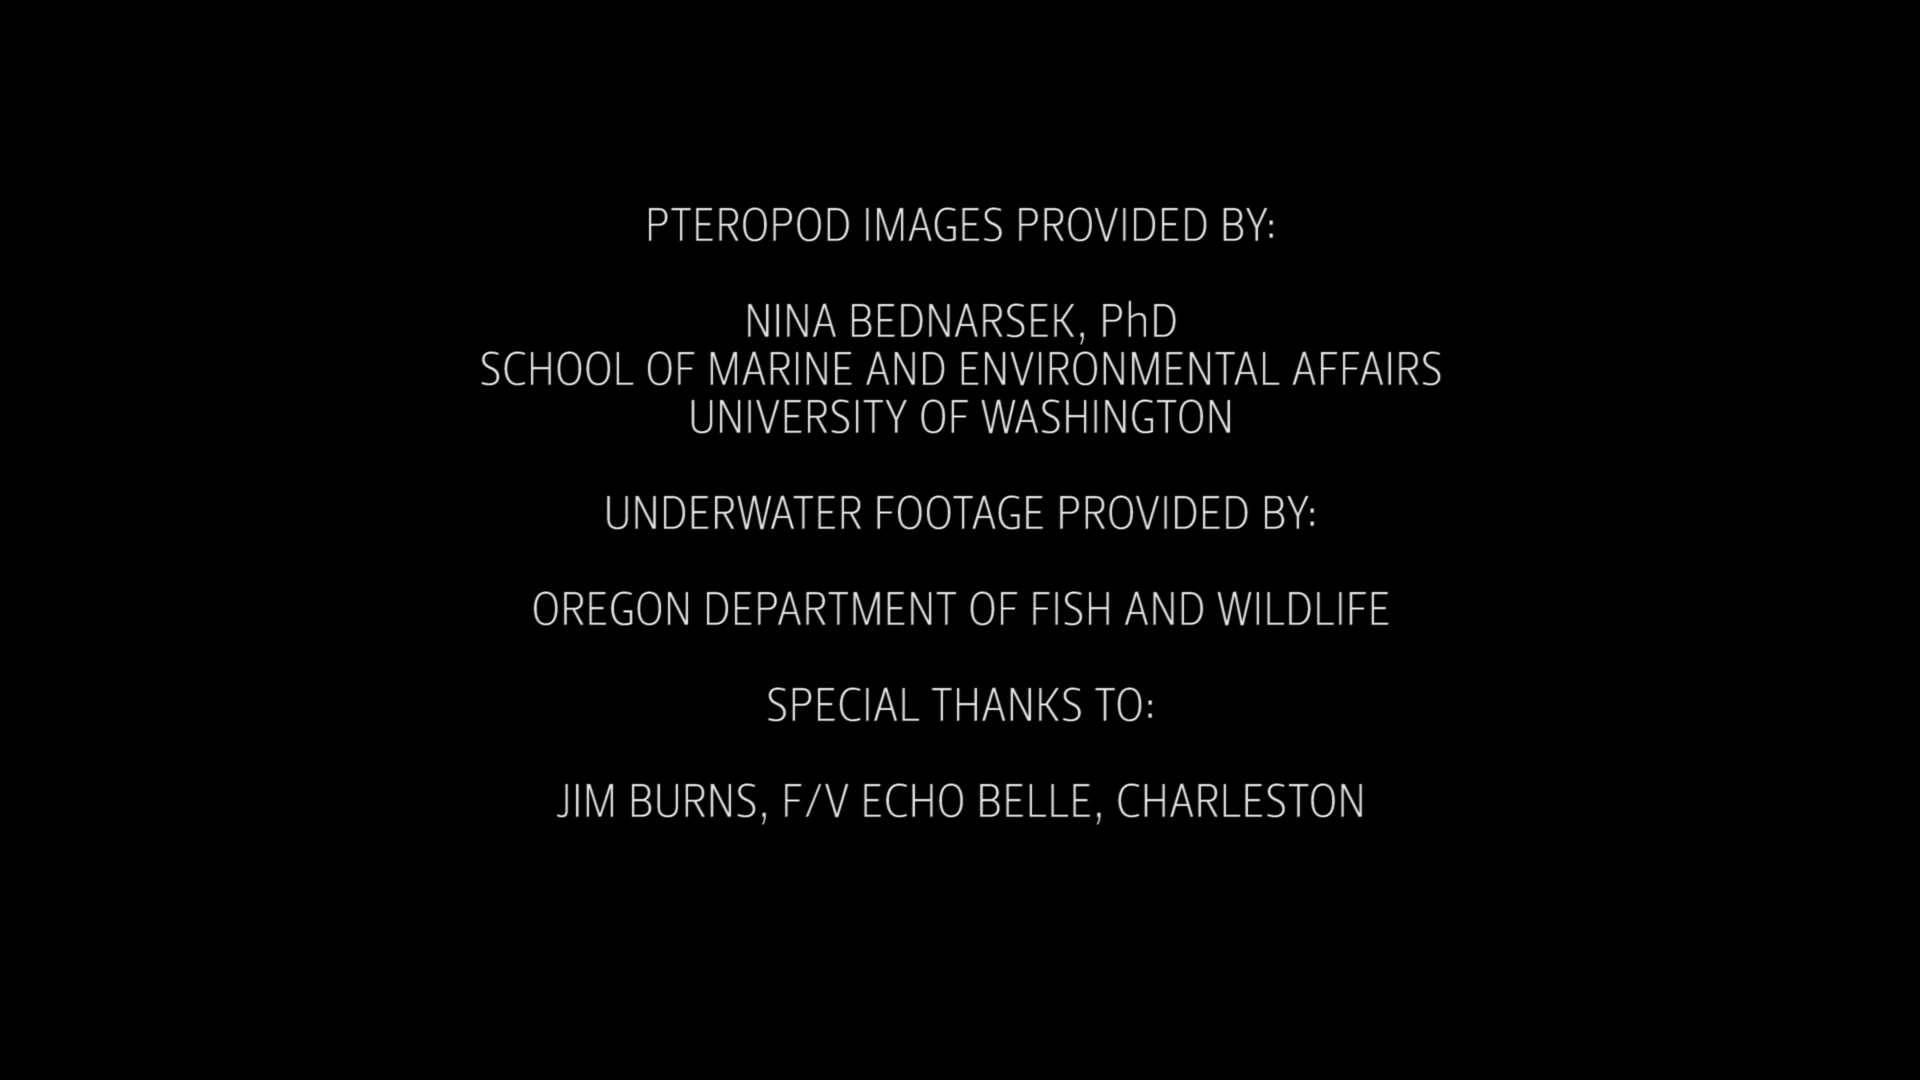 PTEROPOD IMAGES PROVIDED BY:
NINA BEDNARSEK, PhD
SCHOOL OF MARINE AND ENVIRONMENTAL AFFAIRS
UNIVERSITY OF WASHINGTON
UNDERWATER FOOTAGE PROVIDED BY:
OREGON DEPARTMENT OF FISH AND WILDLIFE
SPECIAL THANKS TO:
JIM BURNS, F/V ECHO BELLE, CHARLESTON